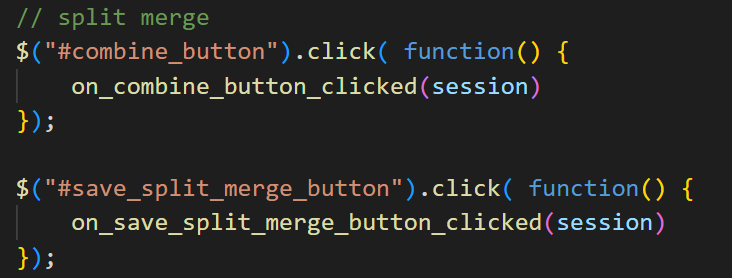 // split merge
$("#combine_button").click( function() {
    on_combine_button_clicked(session)
});

$("#save_split_merge_button").click( function() {
    on_save_split_merge_button_clicked(session)
});